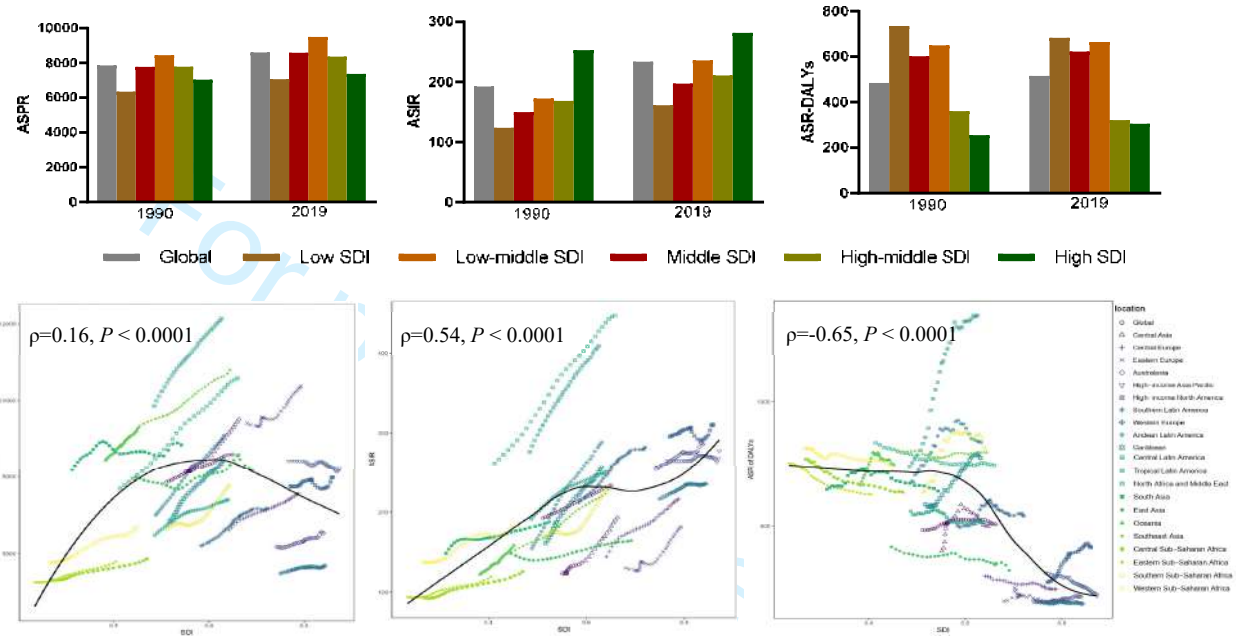 ASPR
10000
8000
6000
4000
2000
0
1990
2019
ASIR
300
200
100
0
1990
2019
ASR-DALYs
800
600
400
200
0
1990
2019
Global
Low SDI
Low-middle SDI
Middle SDI
High-middle SDI
High SDI
For
ρ=0.16, P < 0.0001
SDI
ρ=0.54, P < 0.0001
ASIR
SDI
ρ=-0.65, P < 0.0001
ASR of DALYs
SDI
location
Global
Central Asia
Central Europe
Eastern Europe
Australasia
High-income Asia Pacific
High-income North America
Southern Latin America
Western Europe
Andean Latin America
Caribbean
Central Latin America
Tropical Latin America
North Africa and Middle East
South Asia
East Asia
Oceania
Southeast Asia
Central Sub-Saharan Africa
Eastern Sub-Saharan Africa
Southern Sub-Saharan Africa
Western Sub-Saharan Africa